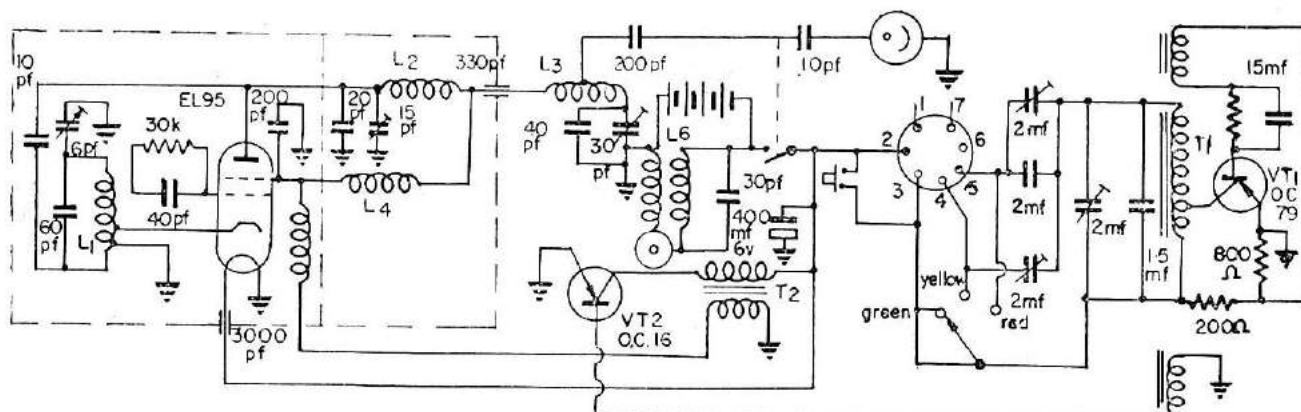 10
pf
6pf
60
pf
L1
30k
40pf
EL95
200
pf
3000
pf
20
pf
15
pf
L2
L4
330pf
L3
40
pf
30
pf
200pf
L6
10pf
30pf
400
mf
6v
VT2
O.C.16
T2
1
17
2
6
3
4
5
yellow
green
red
2mf
2mf
2mf
2mf
1·5
mf
T1
15mf
VT1
O.C
79
800
Ω
200Ω